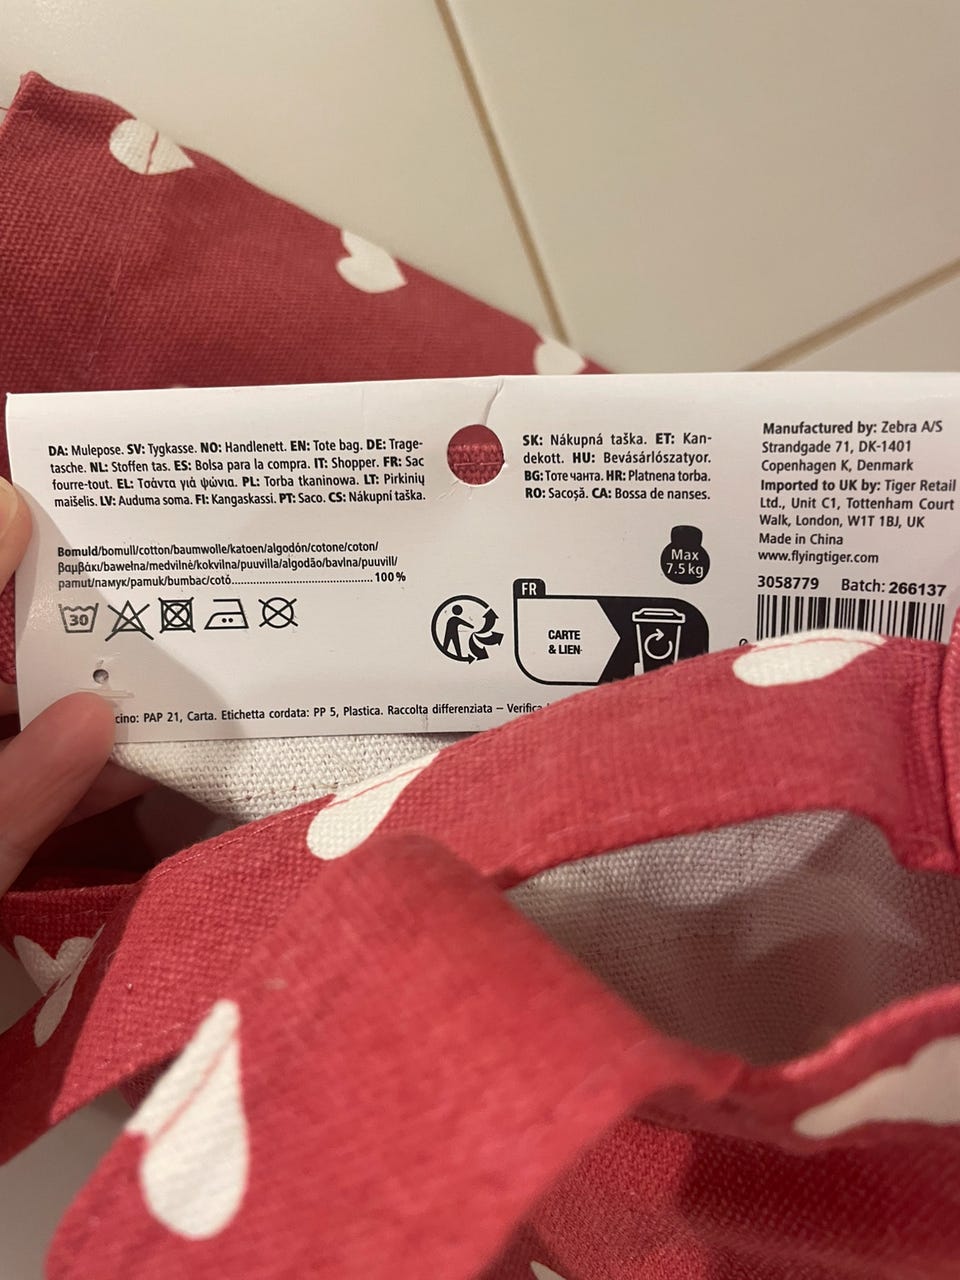 DA: Mulepose. SV: Tygkasse. NO: Handlenett. EN: Tote bag. DE: Trage-
tasche. NL: Stoffen tas. ES: Bolsa para la compra. IT: Shopper. FR: Sac
fourre-tout. EL: Τσάντα γιά ψώνια. PL: Torba tkaninowa. LT: Pirkinių
maišelis. LV: Auduma soma. FI: Kangaskassi. PT: Saco. CS: Nákupní taška.
SK: Nákupná taška. ET: Kan-
dekott. HU: Bevásárlószatyor.
BG: Тоте чанта. HR: Platnena torba.
RO: Sacoșă. CA: Bossa de nanses.
Manufactured by: Zebra A/S
Strandgade 71, DK-1401
Copenhagen K, Denmark
Imported to UK by: Tiger Retail
Ltd., Unit C1, Tottenham Court
Walk, London, W1T 1BJ, UK
Made in China
www.flyingtiger.com
3058779 Batch: 266137
Bomuld/bomull/cotton/baumwolle/katoen/algodón/cotone/coton/
βαμβάκι/bawełna/medvilnė/kokvilna/puuvilla/algodão/bavlna/puuvill/
pamut/памук/pamuk/bumbac/cotó........................................ 100 %
Max
7.5 kg
30
FR
CARTE
& LIEN
cino: PAP 21, Carta. Etichetta cordata: PP 5, Plastica. Raccolta differenziata – Verifica